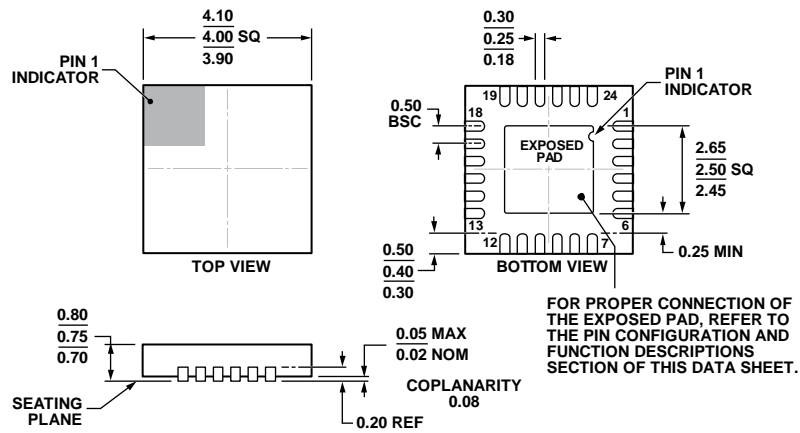 4.10
4.00 SQ
3.90
PIN 1
INDICATOR
TOP VIEW
0.30
0.25
0.18
PIN 1
INDICATOR
0.50
BSC
19
24
18
1
EXPOSED
PAD
2.65
2.50 SQ
2.45
13
6
12
7
0.50
0.40
0.30
BOTTOM VIEW
0.25 MIN
FOR PROPER CONNECTION OF
THE EXPOSED PAD, REFER TO
THE PIN CONFIGURATION AND
FUNCTION DESCRIPTIONS
SECTION OF THIS DATA SHEET.
0.80
0.75
0.70
0.05 MAX
0.02 NOM
COPLANARITY
0.08
SEATING
PLANE
0.20 REF